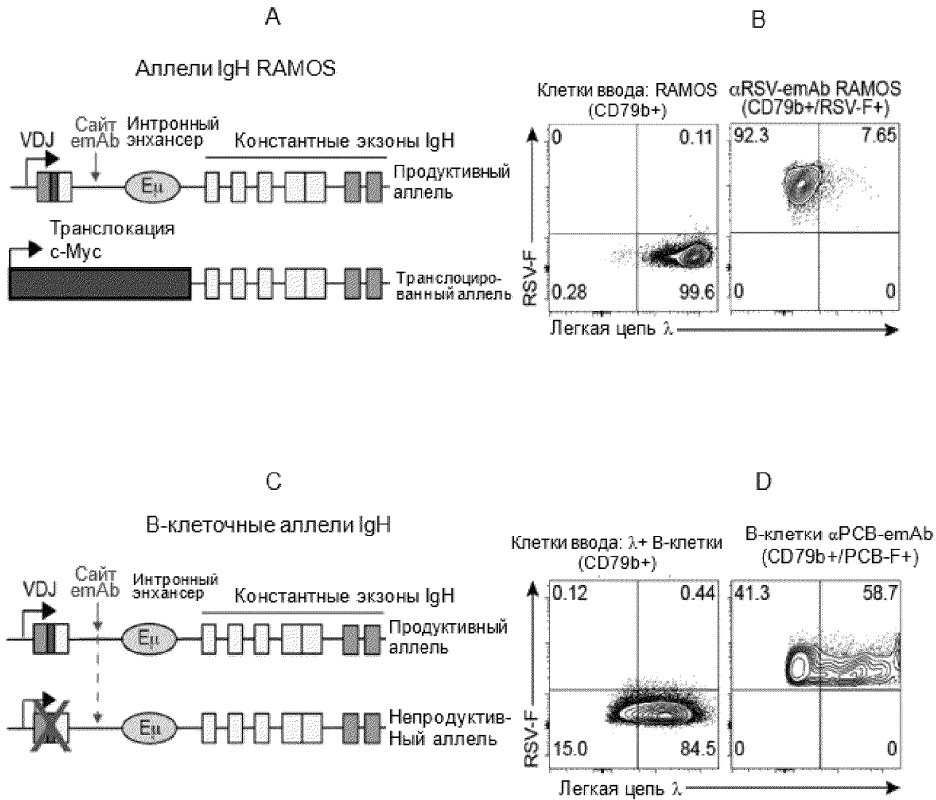 A
Аллели IgH RAMOS
VDJ
Сайт
emAb
Интронный
энхансер
Константные экзоны IgH
Eμ
Продуктивный
аллель
Транслокация
c-Myc
Транслоциро-
ванный аллель
B
Клетки ввода: RAMOS
(CD79b+)
αRSV-emAb RAMOS
(CD79b+/RSV-F+)
0
0.11
92.3
7.65
0.28
99.6
0
0
RSV-F
Легкая цепь λ
C
В-клеточные аллели IgH
VDJ
Сайт
emAb
Интронный
энхансер
Константные экзоны IgH
Eμ
Продуктивный
аллель
Eμ
Непродуктив-
Ный аллель
D
Клетки ввода: λ+ В-клетки
(CD79b+)
В-клетки αРСВ-emAb
(CD79b+/РСВ-F+)
0.12
0.44
41.3
58.7
15.0
84.5
0
0
RSV-F
Легкая цепь λ